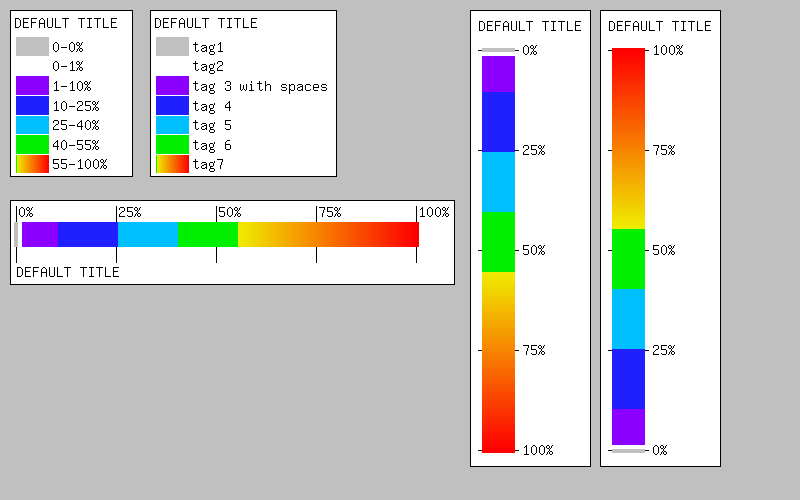 DEFAULT TITLE
0-0%
0-1%
1-10%
10-25%
25-40%
40-55%
55-100%
DEFAULT TITLE
tag1
tag2
tag 3 with spaces
tag 4
tag 5
tag 6
tag7
0% 25% 50% 75% 100%
DEFAULT TITLE
DEFAULT TITLE
0%
25%
50%
75%
100%
DEFAULT TITLE
100%
75%
50%
25%
0%